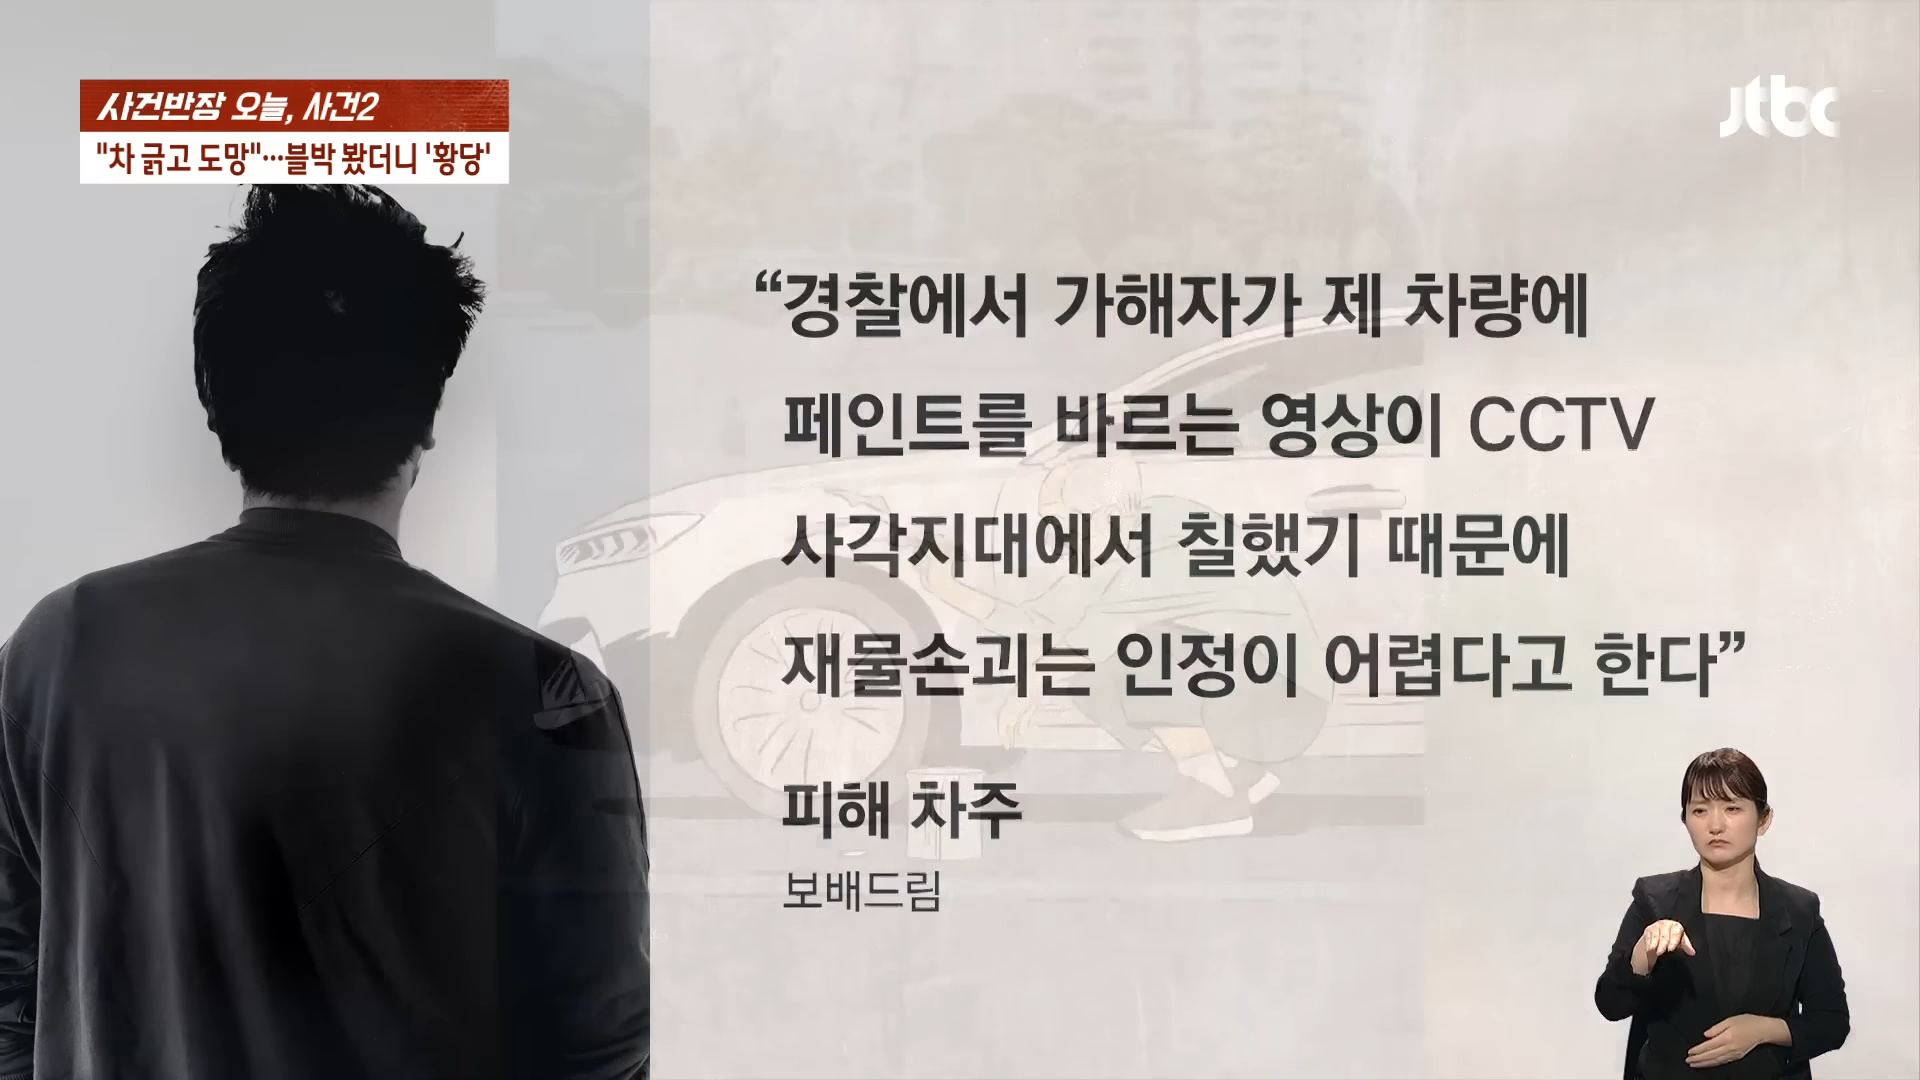 사건반장 오늘, 사건2
"차 긁고 도망"…블박 봤더니 '황당'
jtbc
“경찰에서 가해자가 제 차량에
페인트를 바르는 영상이 CCTV
사각지대에서 칠했기 때문에
재물손괴는 인정이 어렵다고 한다”
피해 차주
보배드림